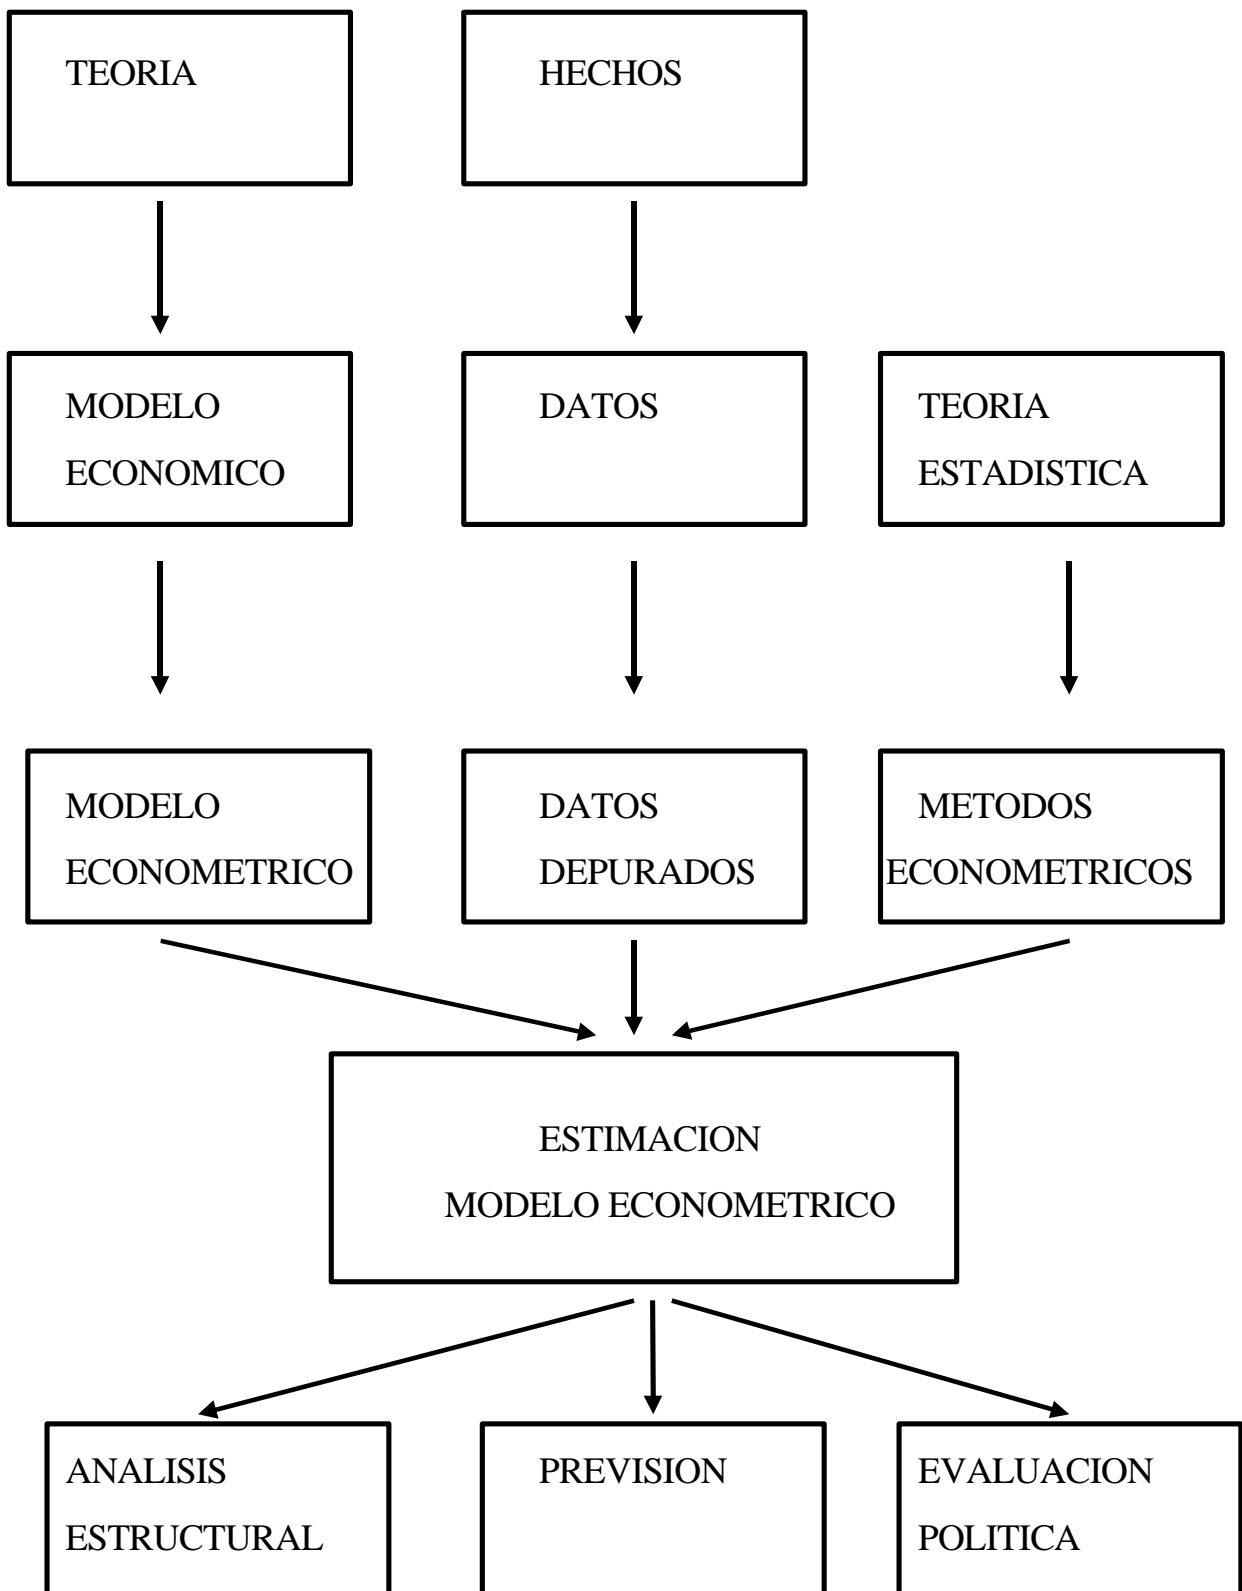 TEORIA
HECHOS
MODELO
ECONOMICO
DATOS
TEORIA
ESTADISTICA
MODELO
ECONOMETRICO
DATOS
DEPURADOS
METODOS
ECONOMETRICOS
ESTIMACION
MODELO ECONOMETRICO
ANALISIS
ESTRUCTURAL
PREVISION
EVALUACION
POLITICA